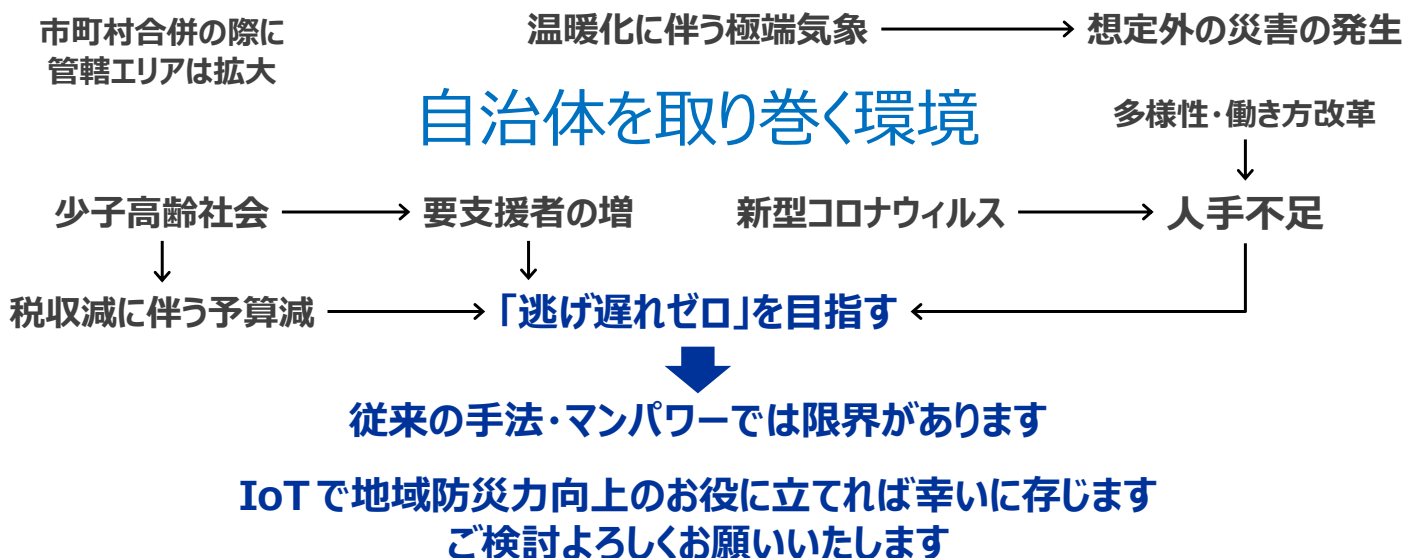 市町村合併の際に
管轄エリアは拡大
温暖化に伴う極端気象
想定外の災害の発生
自治体を取り巻く環境
多様性・働き方改革
少子高齢社会
要支援者の増
新型コロナウィルス
人手不足
税収減に伴う予算減
「逃げ遅れゼロ」を目指す
従来の手法・マンパワーでは限界があります
IoTで地域防災力向上のお役に立てれば幸いに存じます
ご検討よろしくお願いいたします